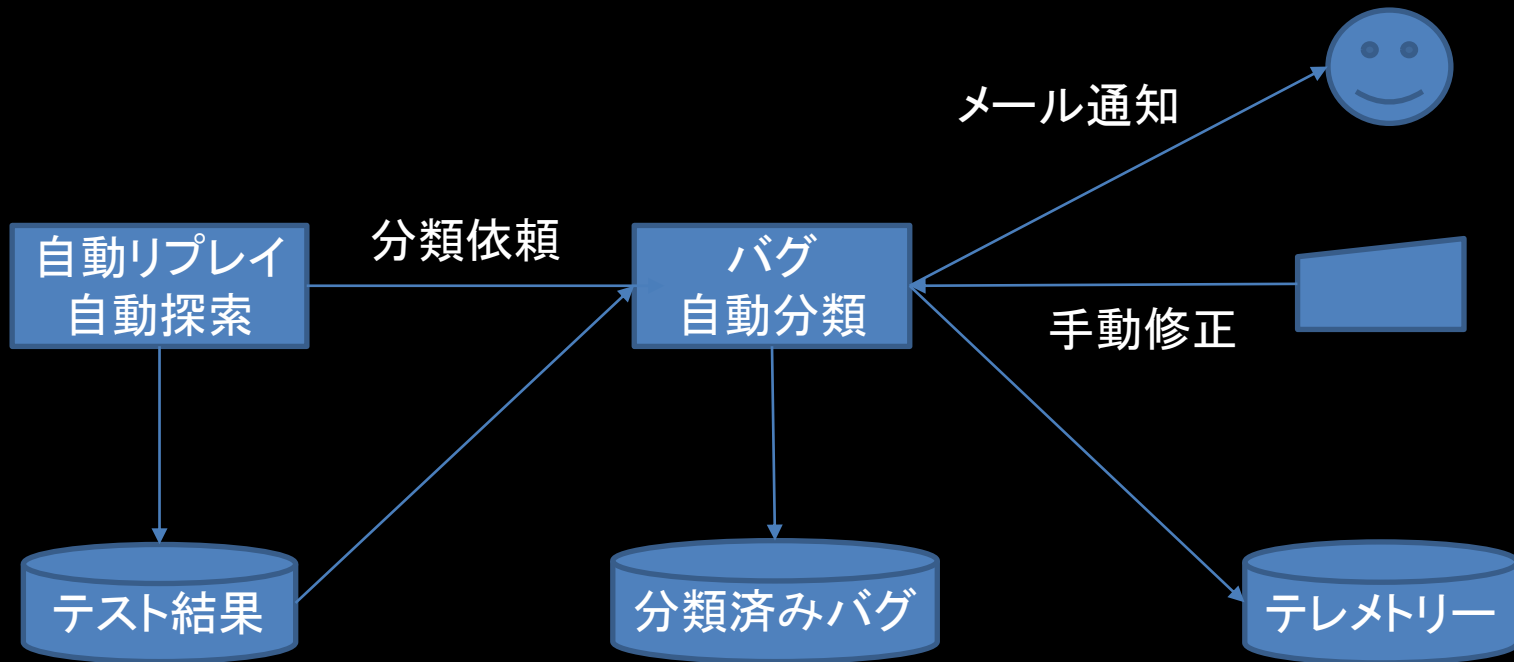 メール通知
自動リプレイ
自動探索
分類依頼
バグ
自動分類
手動修正
テスト結果
分類済みバグ
テレメトリー